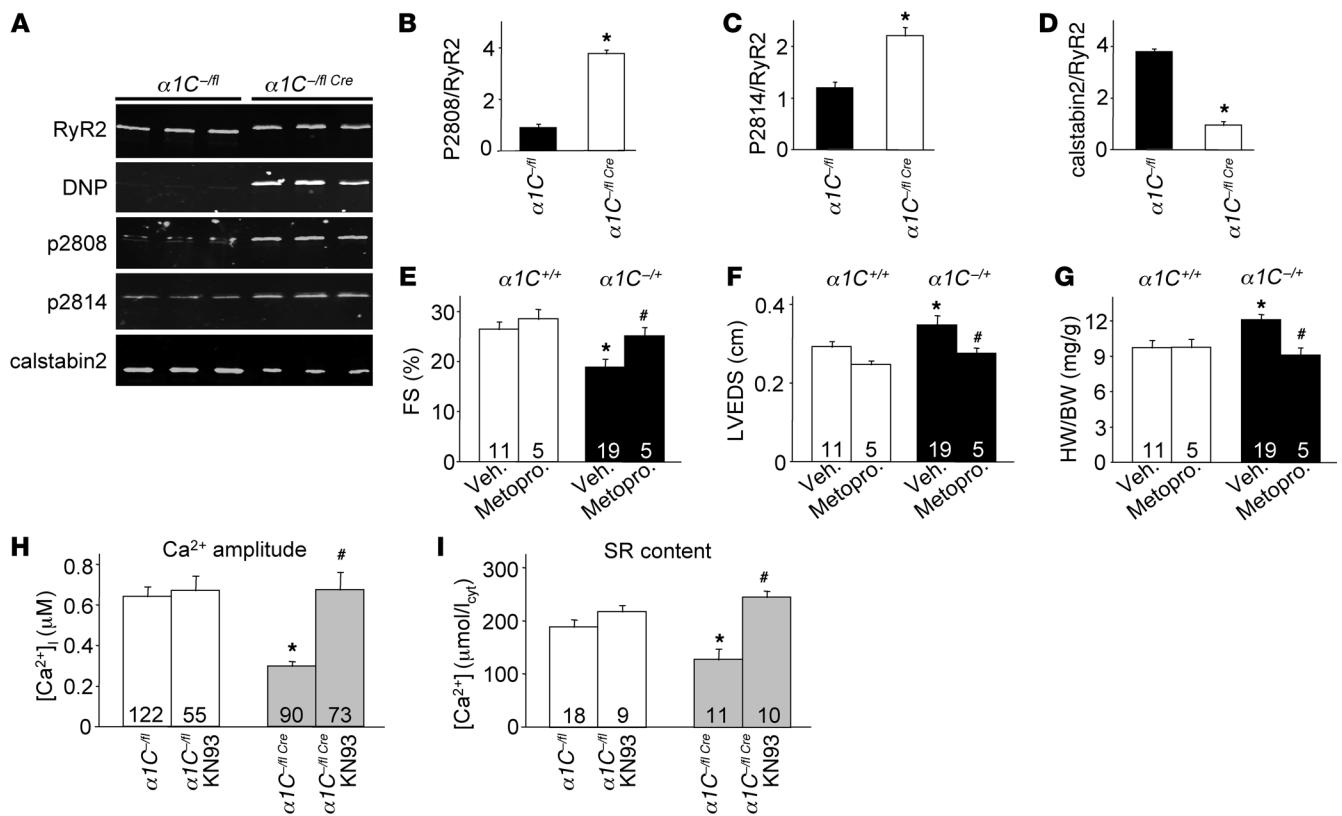 A
α1C–/fl
α1C–/fl Cre
RyR2
DNP
p2808
p2814
calstabin2
B
P2808/RyR2
4
2
0
*
α1C–/fl
α1C–/fl Cre
C
P2814/RyR2
2
1
0
*
α1C–/fl
α1C–/fl Cre
D
calstabin2/RyR2
4
2
0
*
α1C–/fl
α1C–/fl Cre
E
α1C+/+
α1C–/+
FS (%)
30
20
10
0
*
#
11
5
19
5
Veh.
Metopro.
Veh.
Metopro.
F
α1C+/+
α1C–/+
LVEDS (cm)
0.4
0.2
0
*
#
11
5
19
5
Veh.
Metopro.
Veh.
Metopro.
G
α1C+/+
α1C–/+
HW/BW (mg/g)
12
9
6
3
0
*
#
11
5
19
5
Veh.
Metopro.
Veh.
Metopro.
H
Ca2+ amplitude
[Ca2+]i (μM)
0.8
0.6
0.4
0.2
0
*
#
122
55
90
73
α1C–/fl
α1C–/fl
KN93
α1C–/fl Cre
α1C–/fl Cre
KN93
I
SR content
[Ca2+] (μmol/lcyt)
300
200
100
0
*
#
18
9
11
10
α1C–/fl
α1C–/fl
KN93
α1C–/fl Cre
α1C–/fl Cre
KN93